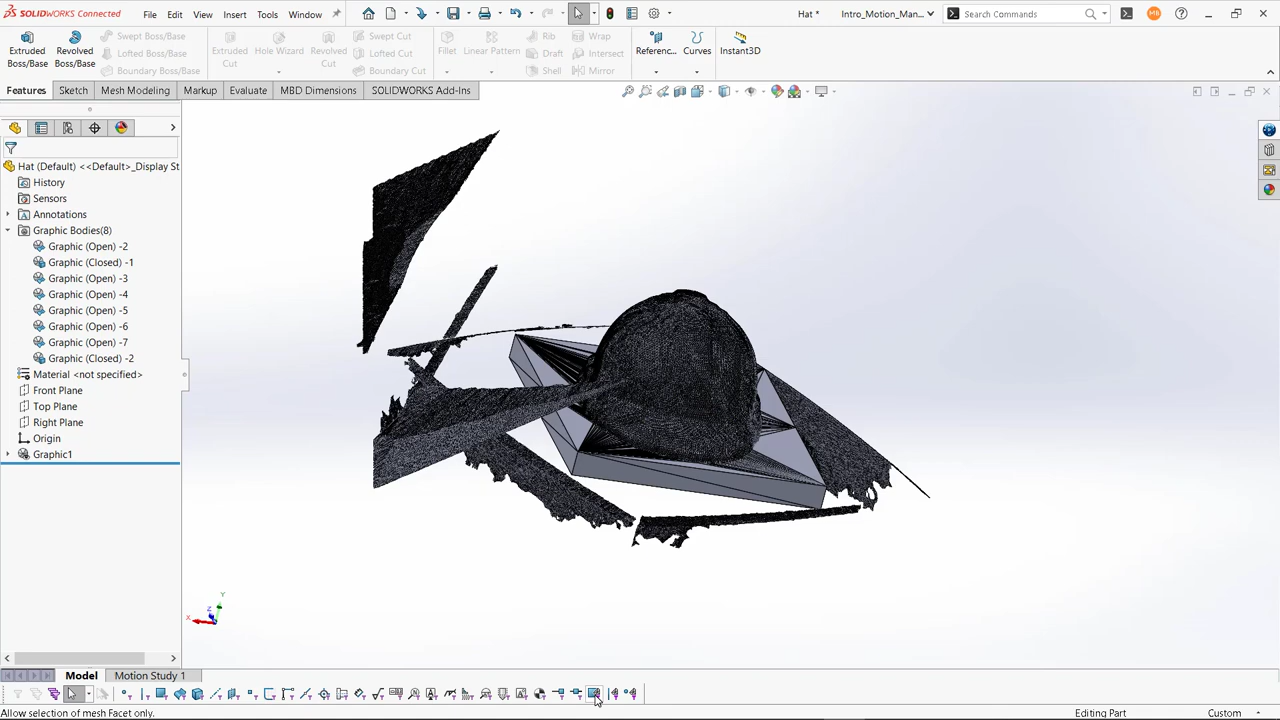 SOLIDWORKS Connected File Edit View Insert Tools Window Hat * Intro_Motion_Man... Search Commands MB
Extruded Boss/Base Revolved Boss/Base Swept Boss/Base Lofted Boss/Base Boundary Boss/Base Extruded Cut Hole Wizard Revolved Cut Swept Cut Lofted Cut Boundary Cut Fillet Linear Pattern Rib Draft Shell Wrap Intersect Mirror Referenc... Curves Instant3D
Features Sketch Mesh Modeling Markup Evaluate MBD Dimensions SOLIDWORKS Add-Ins
Hat (Default) <<Default>_Display St
History
Sensors
Annotations
Graphic Bodies(8)
Graphic (Open) -2
Graphic (Closed) -1
Graphic (Open) -3
Graphic (Open) -4
Graphic (Open) -5
Graphic (Open) -6
Graphic (Open) -7
Graphic (Closed) -2
Material <not specified>
Front Plane
Top Plane
Right Plane
Origin
Graphic1
Y
Z
X
Model Motion Study 1
Allow selection of mesh Facet only. Editing Part Custom